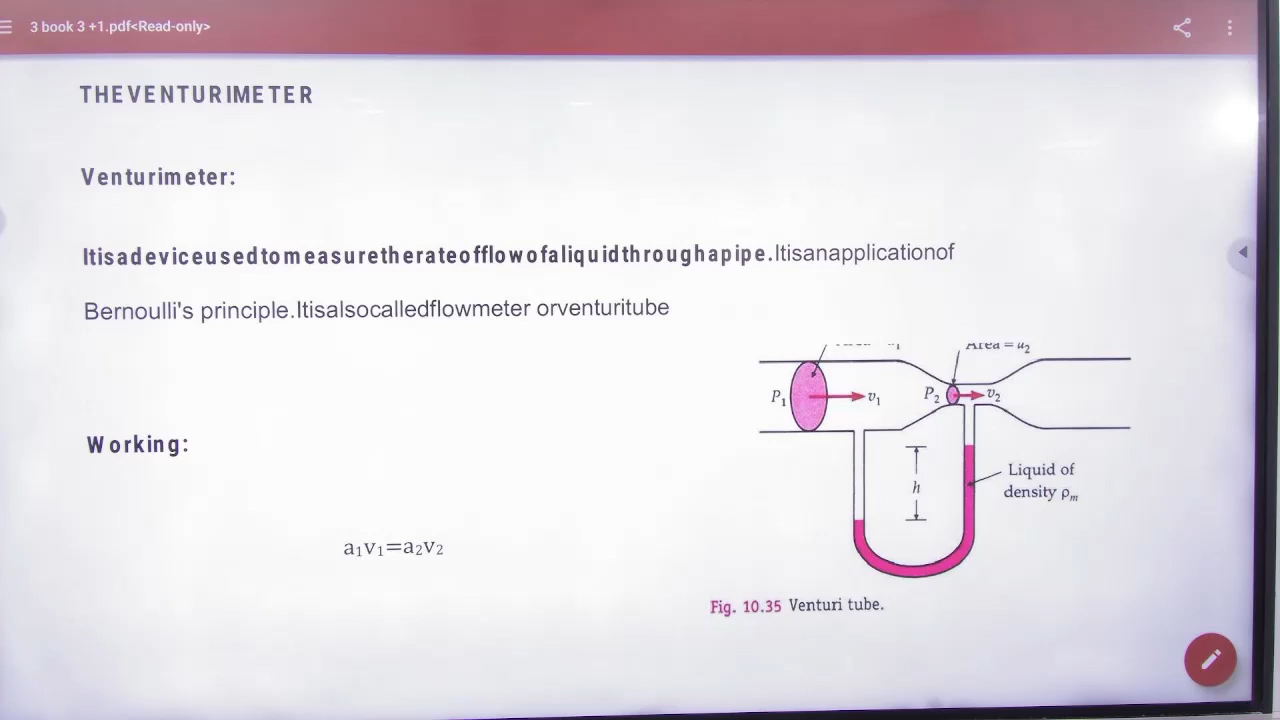 3 book 3 +1.pdf<Read-only>
THEVENTURIMETER
Venturimeter:
Itisadeviceusedtomeasuretherateofflowofaliquidthroughapipe.Itisanapplicationof
Bernoulli's principle.Itisalsocalledflowmeter orventuritube
Area = a₂
P₁ v₁ P₂ v₂
Working:
h
Liquid of
density ρₘ
a₁v₁=a₂v₂
Fig. 10.35 Venturi tube.